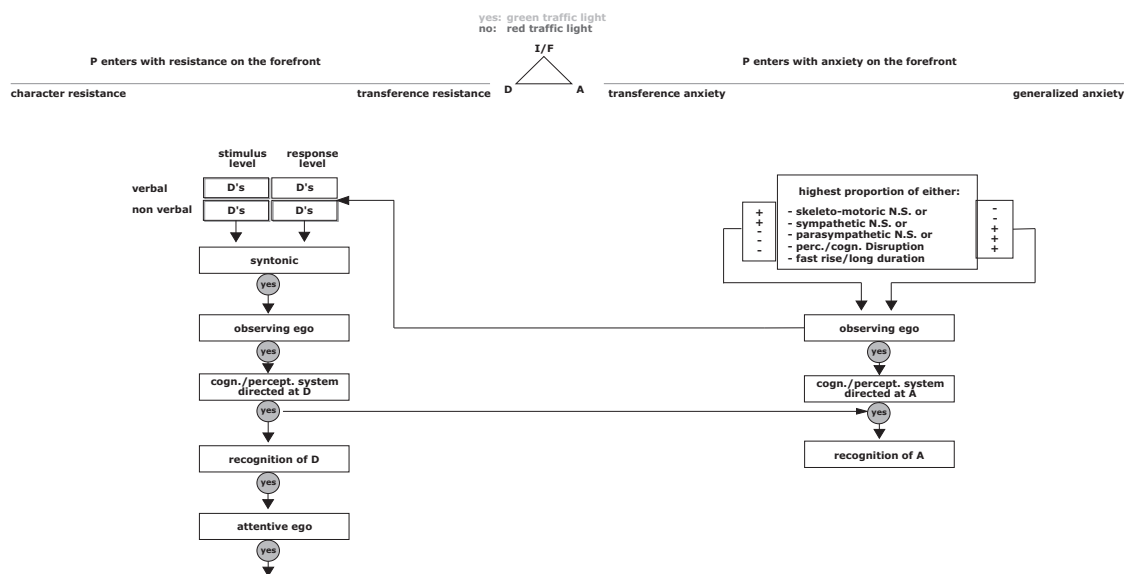 yes: green traffic light
no: red traffic light
I/F
P enters with resistance on the forefront
P enters with anxiety on the forefront
D
A
character resistance
transference resistance
transference anxiety
generalized anxiety
stimulus level
response level
verbal
D's
D's
non verbal
D's
D's
syntonic
yes
observing ego
yes
cogn./percept. system
directed at D
yes
recognition of D
yes
attentive ego
yes
highest proportion of either:
+
- skeleto-motoric N.S. or
-
+
- sympathetic N.S. or
-
-
- parasympathetic N.S. or
+
-
- perc./cogn. Disruption
+
-
- fast rise/long duration
+
observing ego
yes
cogn./percept. system
directed at A
yes
recognition of A